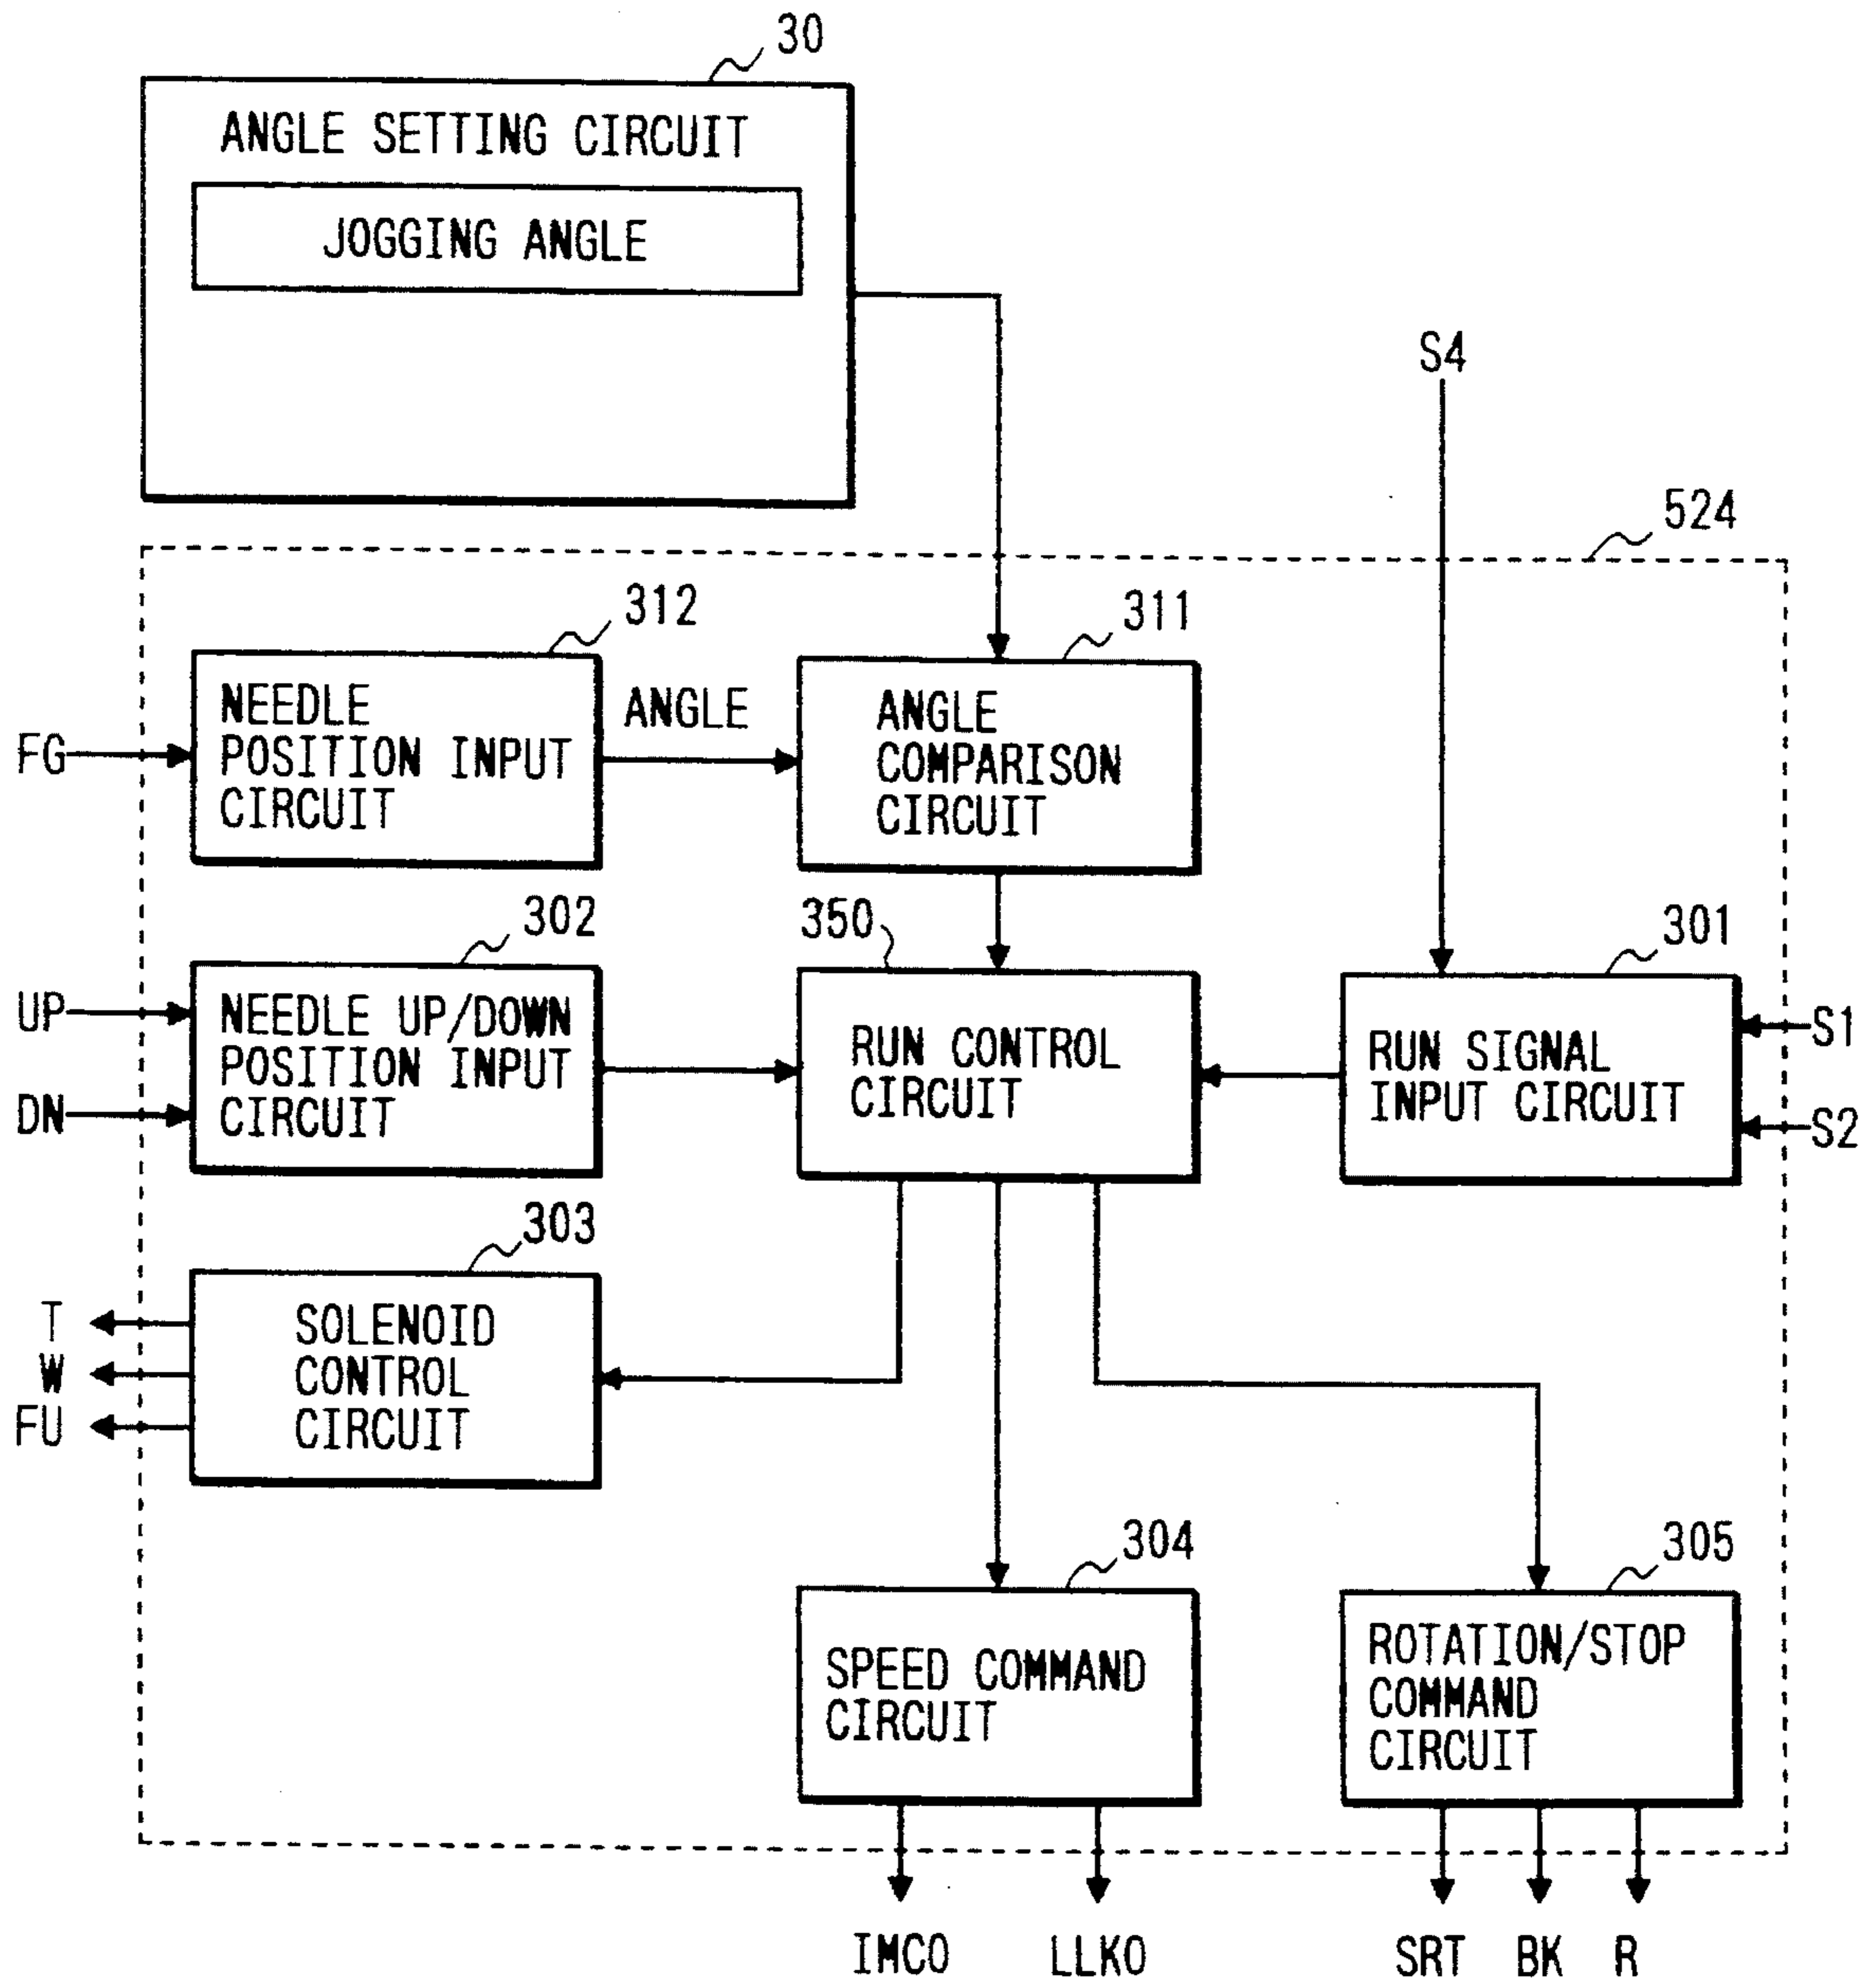 30
ANGLE SETTING CIRCUIT
JOGGING ANGLE
S4
524
312
311
NEEDLE
POSITION INPUT
CIRCUIT
ANGLE
ANGLE
COMPARISON
CIRCUIT
FG
302
350
301
UP
DN
NEEDLE UP/DOWN
POSITION INPUT
CIRCUIT
RUN CONTROL
CIRCUIT
RUN SIGNAL
INPUT CIRCUIT
S1
S2
303
T
W
FU
SOLENOID
CONTROL
CIRCUIT
304
305
SPEED COMMAND
CIRCUIT
ROTATION/STOP
COMMAND
CIRCUIT
IMCO
LLKO
SRT
BK
R